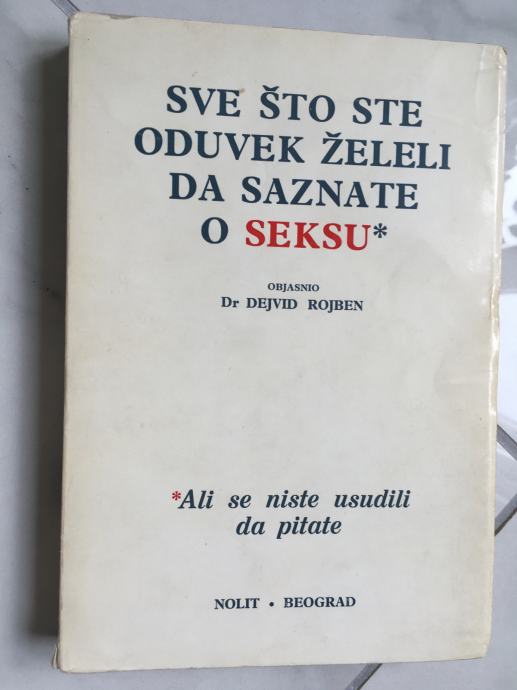 SVE ŠTO STE
ODUVEK ŽELELI
DA SAZNATE
O SEKSU*
OBJASNIO
Dr DEJVID ROJBEN
*Ali se niste usudili
da pitate
NOLIT • BEOGRAD